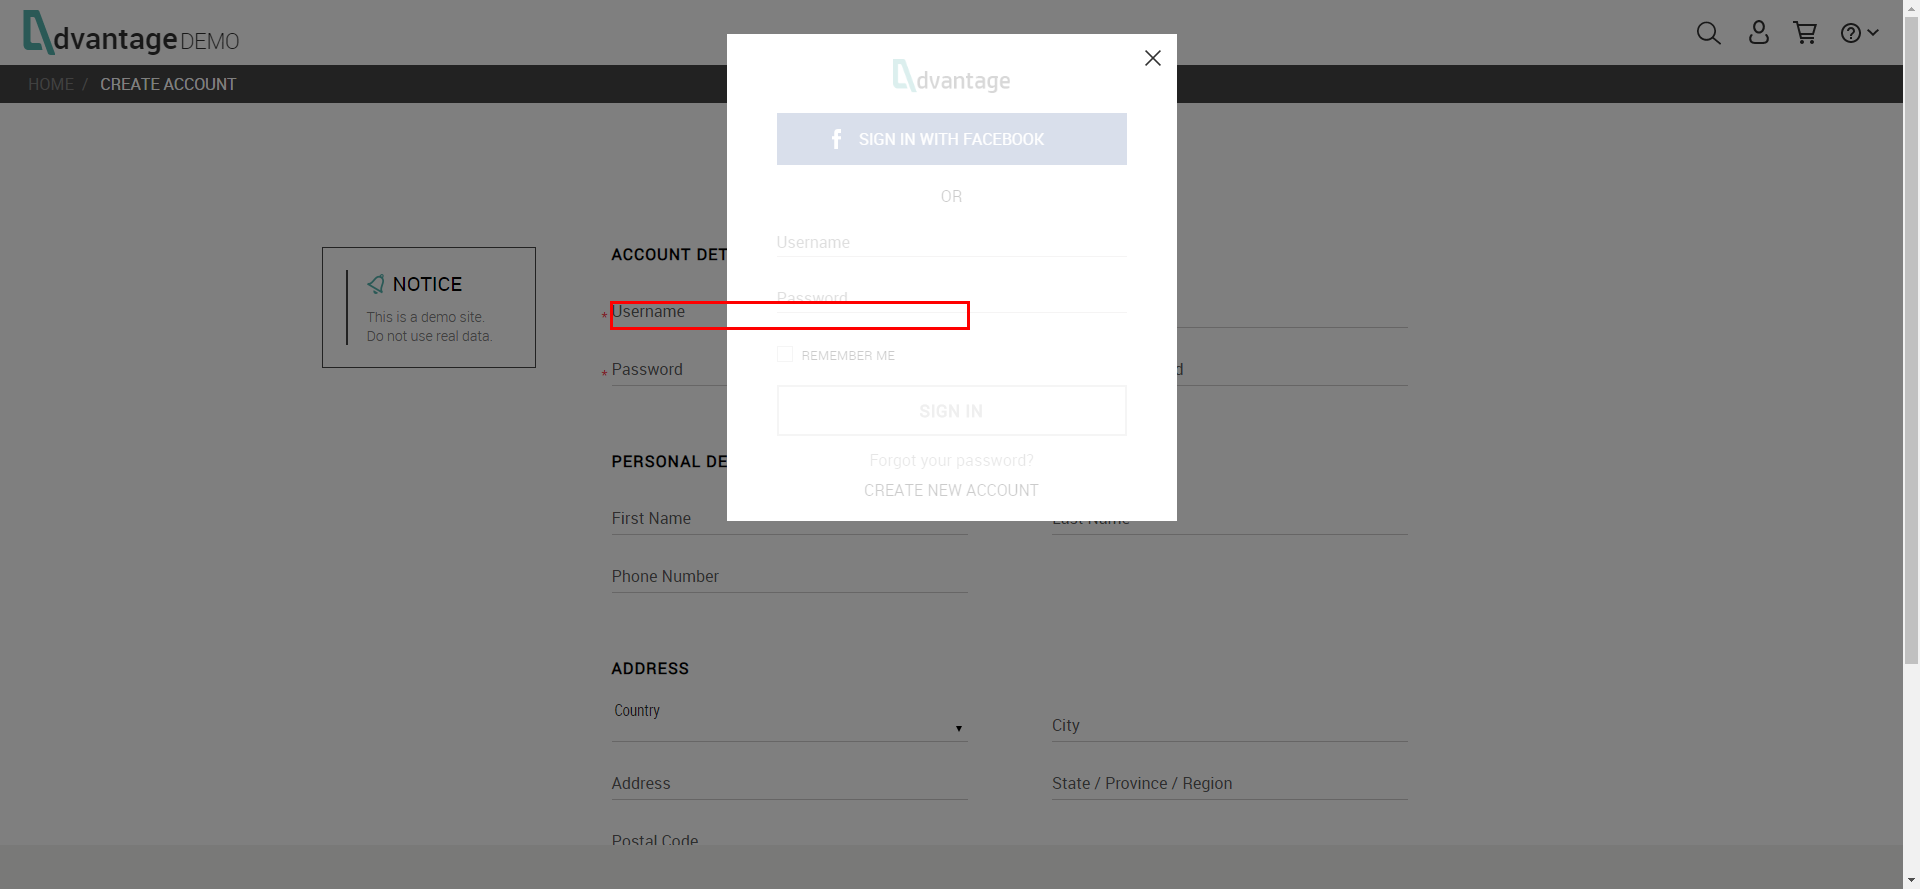 dvantage DEMO
HOME / CREATE ACCOUNT
dvantage
SIGN IN WITH FACEBOOK
OR
Username
Password
REMEMBER ME
SIGN IN
Forgot your password?
CREATE NEW ACCOUNT
NOTICE
This is a demo site.
Do not use real data.
ACCOUNT DET
* Username
* Password
d
PERSONAL DE
First Name
Last Name
Phone Number
ADDRESS
Country
City
Address
State / Province / Region
Postal Code